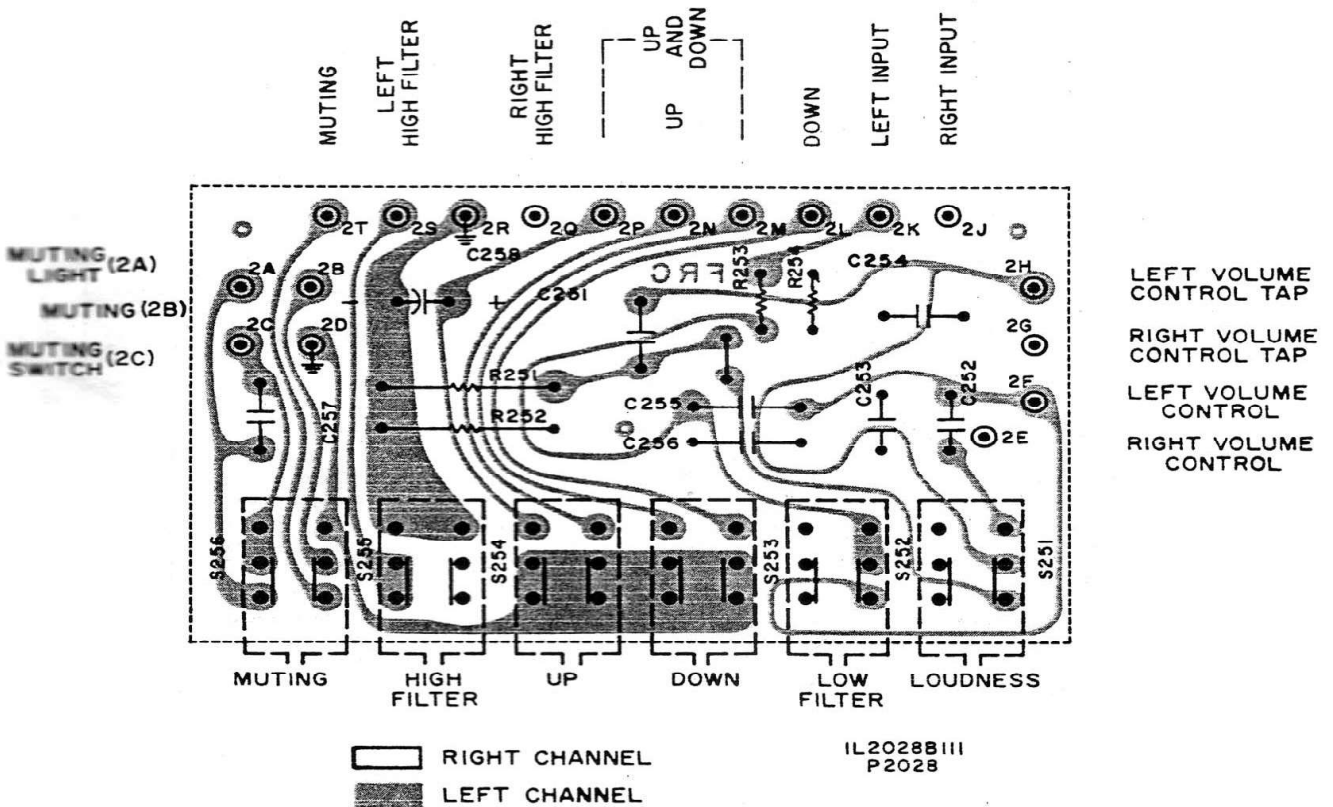 MUTING
LEFT
HIGH FILTER
RIGHT
HIGH FILTER
UP
AND
DOWN
UP
DOWN
LEFT INPUT
RIGHT INPUT
2T 2S 2R 2Q 2P 2N 2M 2L 2K 2J
MUTING
LIGHT (2A)
MUTING (2B)
MUTING
SWITCH (2C)
2A 2B C258 FRC R253 R254 C254 2H
− + C251
2C 2D 2G
R251 C253 C252 2F
C257 R252 C255
C256 2E
LEFT VOLUME
CONTROL TAP
RIGHT VOLUME
CONTROL TAP
LEFT VOLUME
CONTROL
RIGHT VOLUME
CONTROL
S256 S255 S254 S253 S252 S251
MUTING
HIGH
FILTER
UP
DOWN
LOW
FILTER
LOUDNESS
RIGHT CHANNEL
LEFT CHANNEL
1L2028B111
P2028